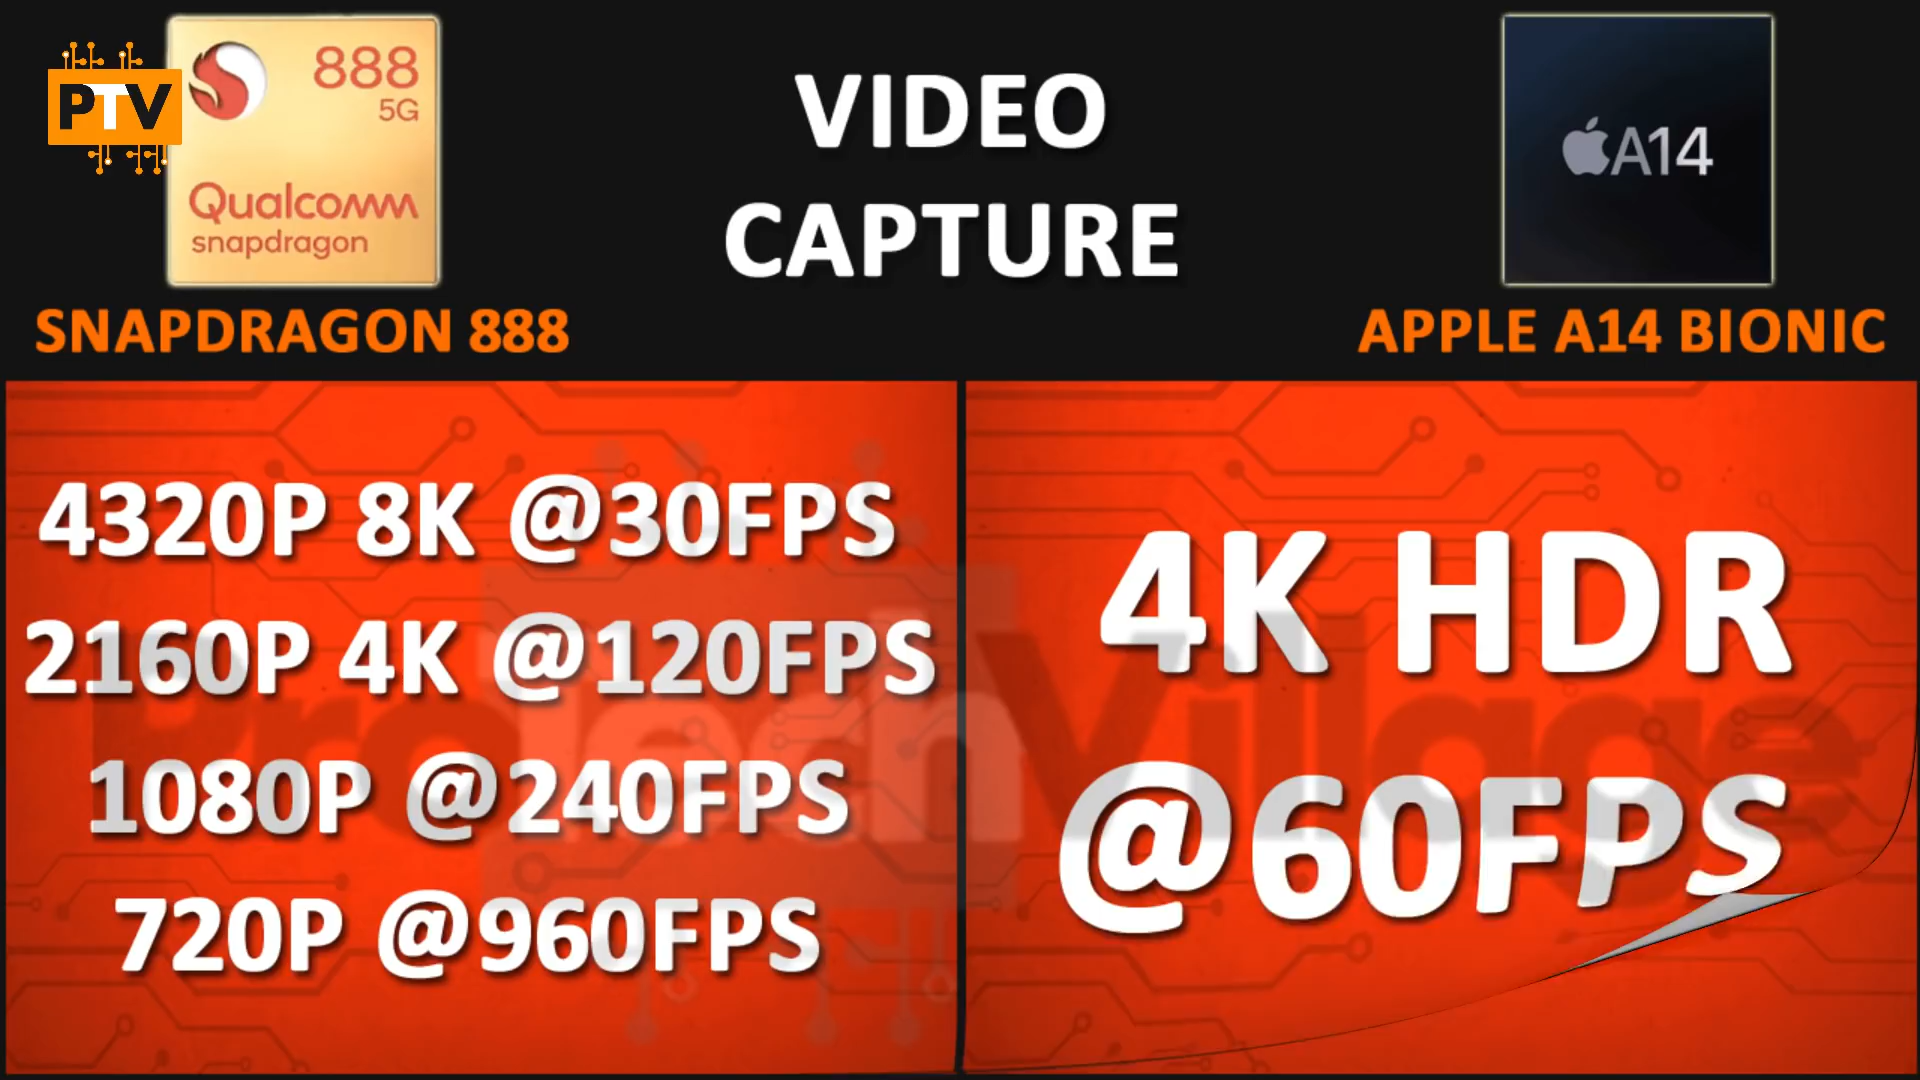 PTV
888
5G
Qualcomm
snapdragon
VIDEO
CAPTURE
A14
SNAPDRAGON 888
APPLE A14 BIONIC
4320P 8K @30FPS
2160P 4K @120FPS
1080P @240FPS
720P @960FPS
4K HDR
@60FPS
ProTechVillage